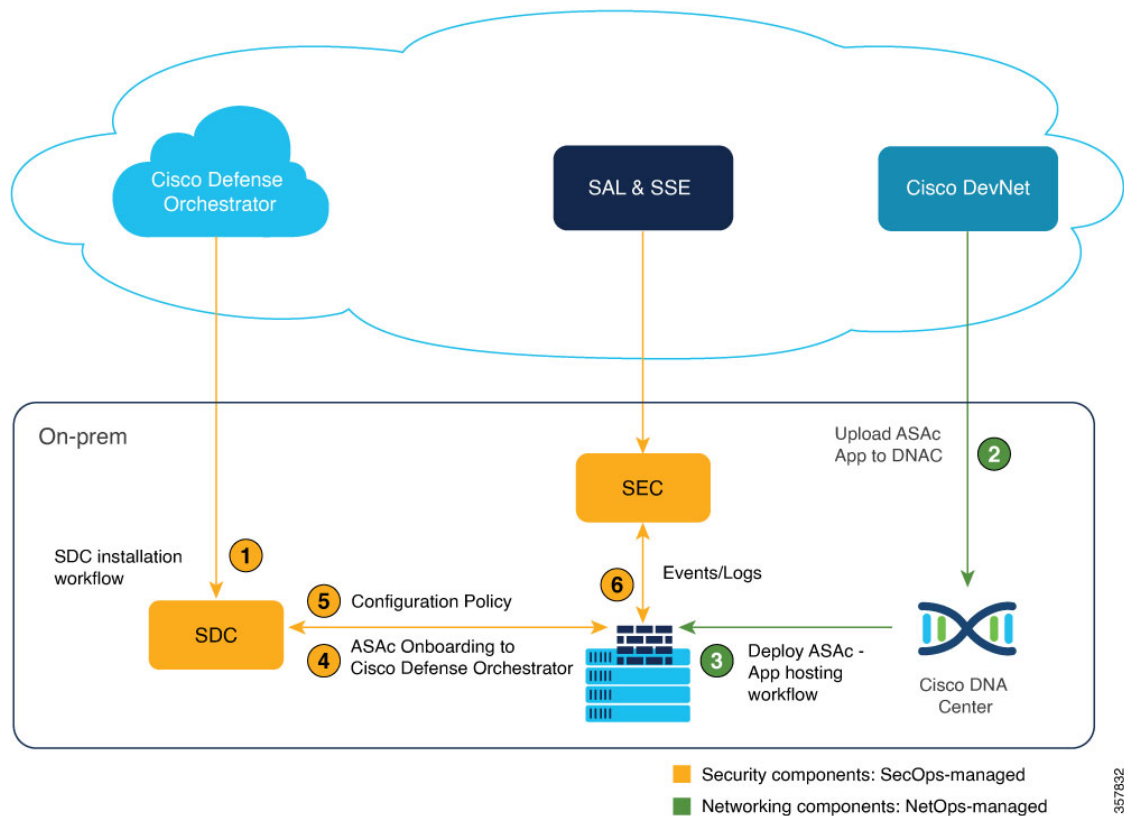 Cisco Defense
Orchestrator
SAL & SSE
Cisco DevNet
On-prem
Upload ASAc
App to DNAC
2
SEC
SDC installation
workflow
1
6
Events/Logs
5
Configuration Policy
SDC
4
ASAc Onboarding to
Cisco Defense Orchestrator
3
Deploy ASAc -
App hosting
workflow
Cisco DNA
Center
Security components: SecOps-managed
Networking components: NetOps-managed
357832